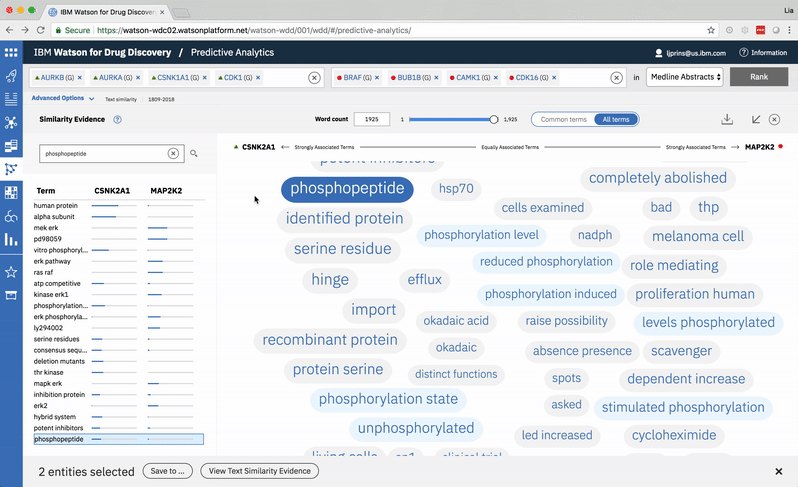 IBM Watson for Drug Discovery
Lia
Secure https://watson-wdc02.watsonplatform.net/watson-wdd/001/wdd/#/predictive-analytics/
IBM Watson for Drug Discovery / Predictive Analytics
ljprins@us.ibm.com
Information
AURKB (G) × AURKA (G) × CSNK1A1 (G) × CDK1 (G) ×
BRAF (G) × BUB1B (G) × CAMK1 (G) × CDK16 (G) ×
in
Medline Abstracts
Rank
Advanced Options
Text similarity
1809-2018
Similarity Evidence
Word count
1925
1
1,925
Common terms
All terms
phosphopeptide
CSNK2A1
Strongly Associated Terms
Equally Associated Terms
Strongly Associated Terms
MAP2K2
Term CSNK2A1 MAP2K2
human protein
alpha subunit
mek erk
pd98059
vitro phosphoryl...
erk pathway
ras raf
atp competitive
kinase erk1
phosphorylation...
erk phosphoryla...
ly294002
serine residues
consensus sequ...
deletion mutants
thr kinase
mapk erk
inhibition protein
erk2
hybrid system
potent inhibitors
phosphopeptide
potent inhibitors
phosphopeptide
hsp70
completely abolished
identified protein
cells examined
bad
thp
serine residue
phosphorylation level
nadph
melanoma cell
hinge
efflux
reduced phosphorylation
role mediating
import
phosphorylation induced
proliferation human
okadaic acid
raise possibility
levels phosphorylated
recombinant protein
okadaic
absence presence
scavenger
protein serine
distinct functions
spots
dependent increase
phosphorylation state
asked
stimulated phosphorylation
unphosphorylated
led increased
cycloheximide
living cells
sp1
clinical trial
2 entities selected
Save to ...
View Text Similarity Evidence